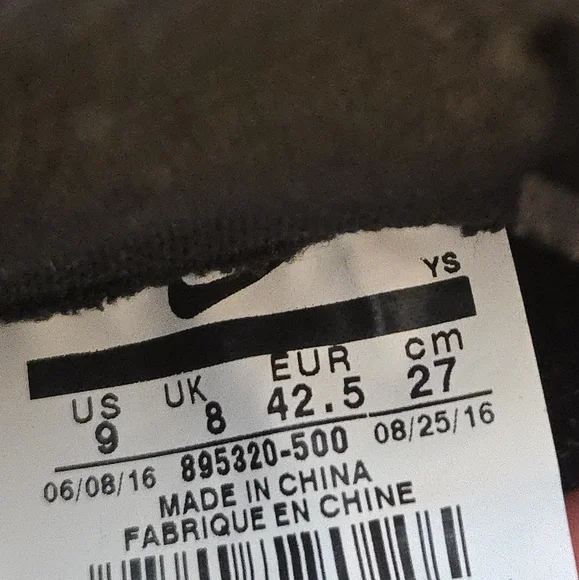 YS
US UK EUR cm
9 8 42.5 27
06/08/16 895320-500 08/25/16
MADE IN CHINA
FABRIQUE EN CHINE